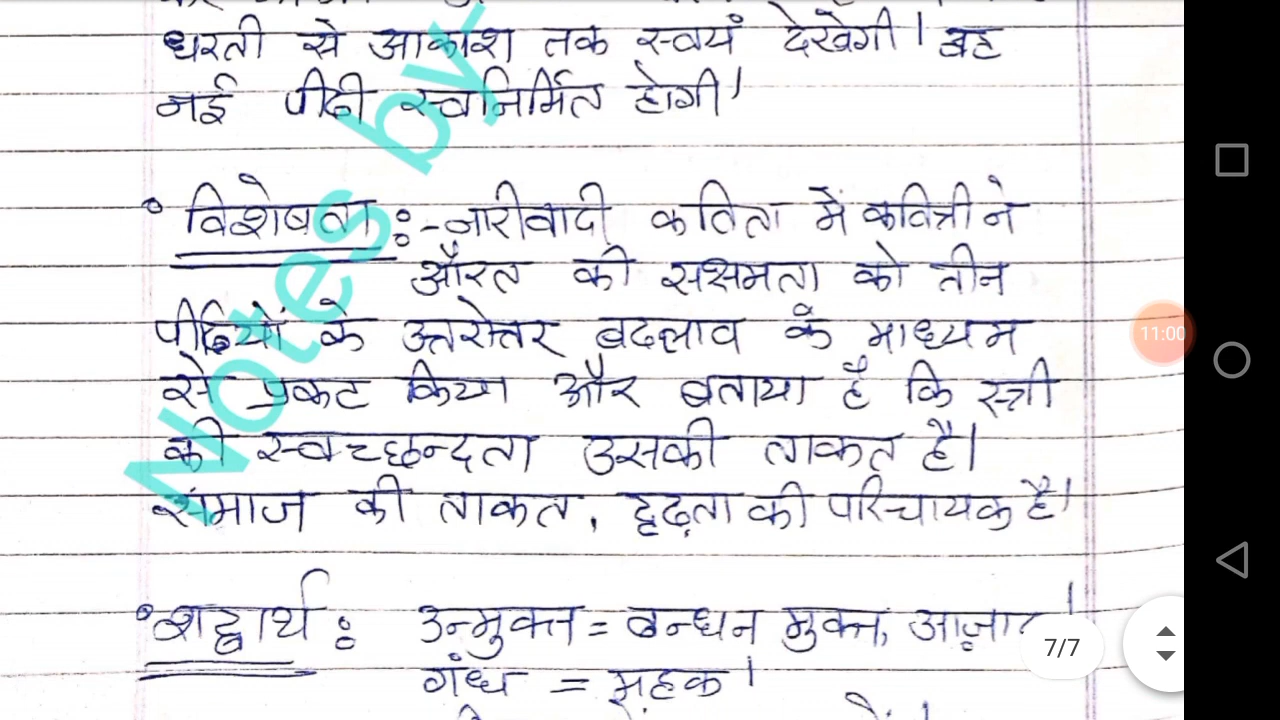 धरती से आकाश तक स्वयं देखेगी। वह
नई पीढी स्वनिर्मित होगी।
• विशेषता :- नारीवादी कविता में कवित्री ने
औरत की सक्षमता को तीन
पीढियों के उत्तरोत्तर बदलाव के माध्यम
से प्रकट किया और बताया है कि स्त्री
की स्वच्छन्दता उसकी ताकत है।
समाज की ताकत, दृढ़ता की परिचायक है।
• शब्दार्थ : उन्मुक्त = बन्धन मुक्त,
गंध = महक।
Notes by-
11:00
7/7